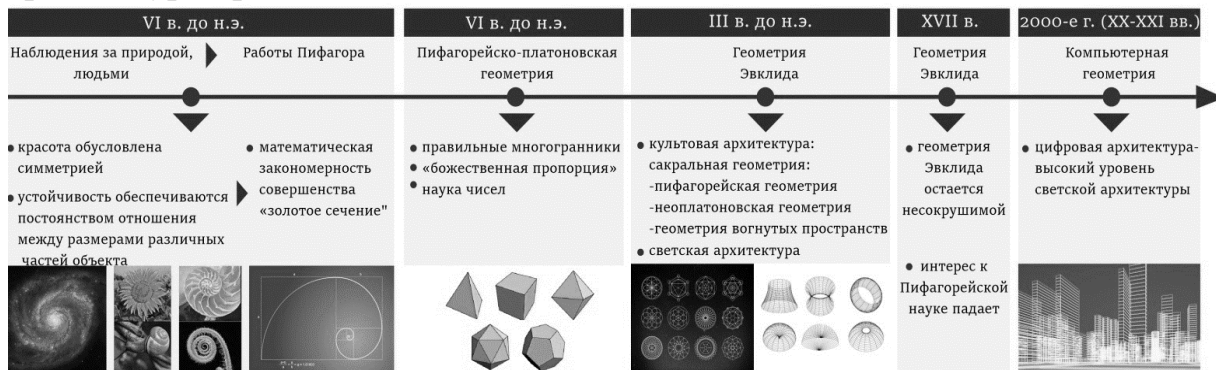 VI в. до н.э.
Наблюдения за природой,
людьми
Работы Пифагора
красота обусловлена
симметрией
устойчивость обеспечиваются
постоянством отношения
между размерами различных
частей объекта
математическая
закономерность
совершенства
«золотое сечение"
VI в. до н.э.
Пифагорейско-платоновская
геометрия
правильные многогранники
«божественная пропорция»
наука чисел
III в. до н.э.
Геометрия
Эвклида
культовая архитектура:
сакральная геометрия:
-пифагорейская геометрия
-неоплатоновская геометрия
-геометрия вогнутых пространств
светская архитектура
XVII в.
Геометрия
Эвклида
геометрия
Эвклида
остается
несокрушимой
интерес к
Пифагорейской
науке падает
2000-е г. (XX-XXI вв.)
Компьютерная
геометрия
цифровая архитектура-
высокий уровень
светской архитектуры